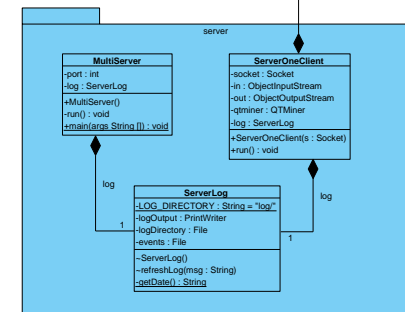 server
MultiServer
-port : int
-log : ServerLog
+MultiServer()
-run() : void
+main(args String []) : void
ServerOneClient
-socket : Socket
-in : ObjectInputStream
-out : ObjectOutputStream
-qtminer : QTMiner
-log : ServerLog
+ServerOneClient(s : Socket)
+run() : void
log
log
1
1
ServerLog
-LOG_DIRECTORY : String = "log/"
-logOutput : PrintWriter
-logDirectory : File
-events : File
~ServerLog()
~refreshLog(msg : String)
-getDate() : String